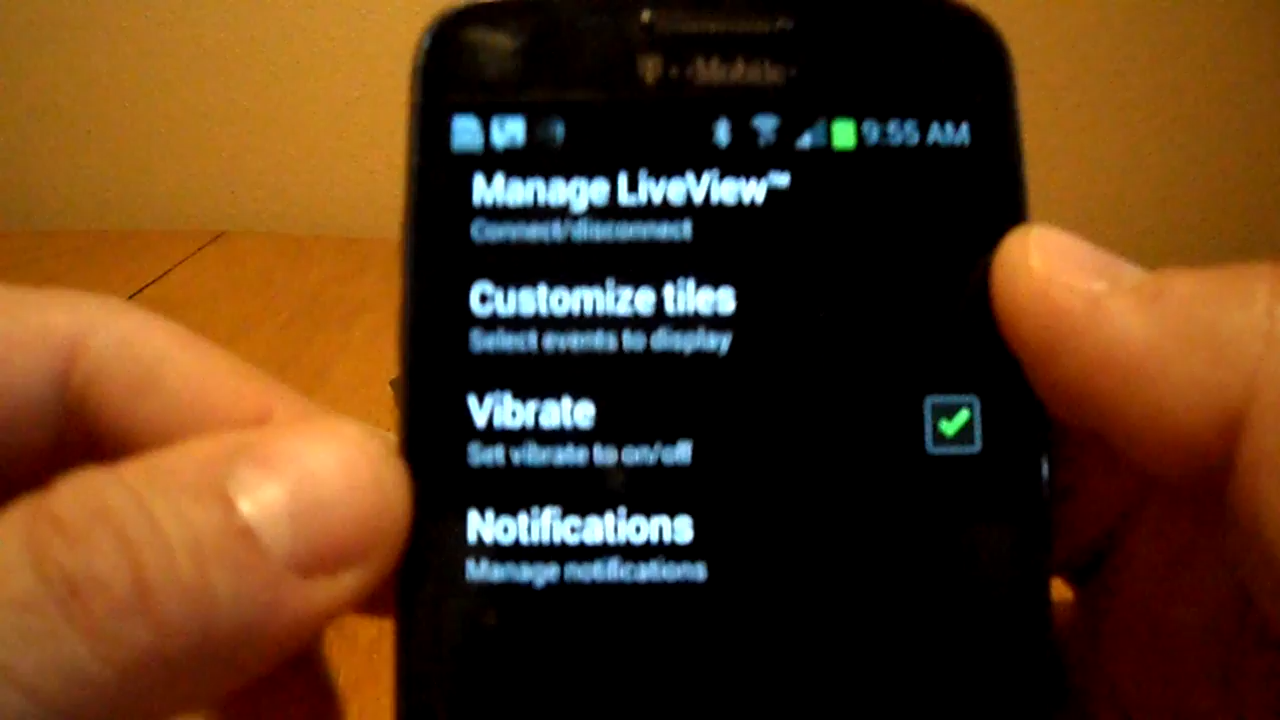 T-Mobile
9:55 AM
Manage LiveView™
Connect/disconnect
Customize tiles
Select events to display
Vibrate
Set vibrate to on/off
Notifications
Manage notifications